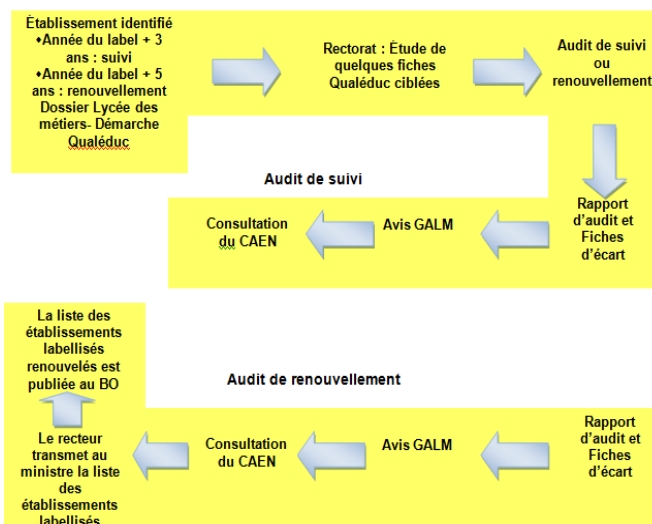 Établissement identifié
•Année du label + 3
ans : suivi
•Année du label + 5
ans : renouvellement
Dossier Lycée des
métiers- Démarche
Qualéduc
Rectorat : Étude de
quelques fiches
Qualéduc ciblées
Audit de suivi
ou
renouvellement
Audit de suivi
Rapport
d'audit et
Fiches
d'écart
Avis GALM
Consultation
du CAEN
Audit de renouvellement
Rapport
d'audit et
Fiches
d'écart
Avis GALM
Consultation
du CAEN
Le recteur
transmet au
ministre la liste
des
établissements
labellisés
La liste des
établissements
labellisés
renouvelés est
publiée au BO